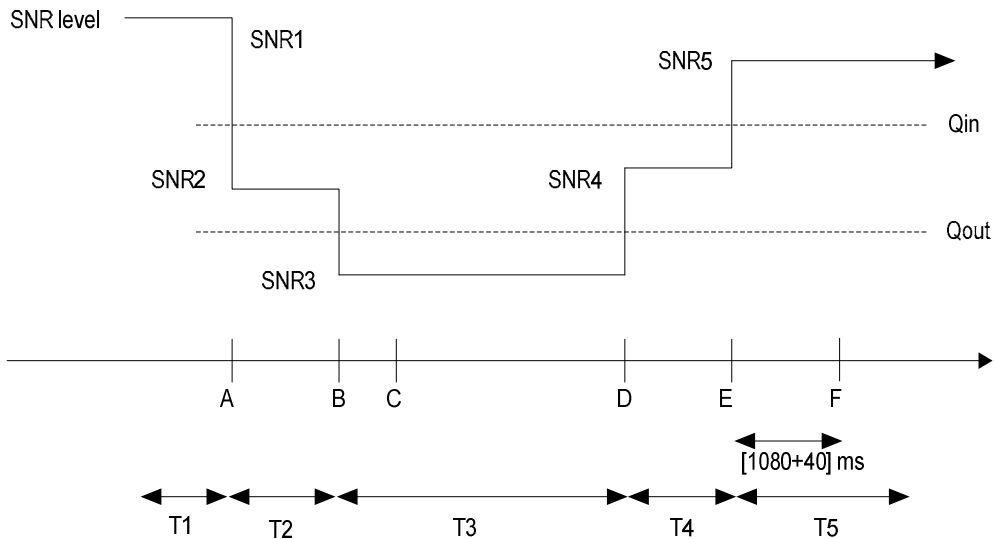 SNR level
SNR1
SNR5
Qin
SNR2
SNR4
Qout
SNR3
A
B
C
D
E
F
[1080+40] ms
T1
T2
T3
T4
T5